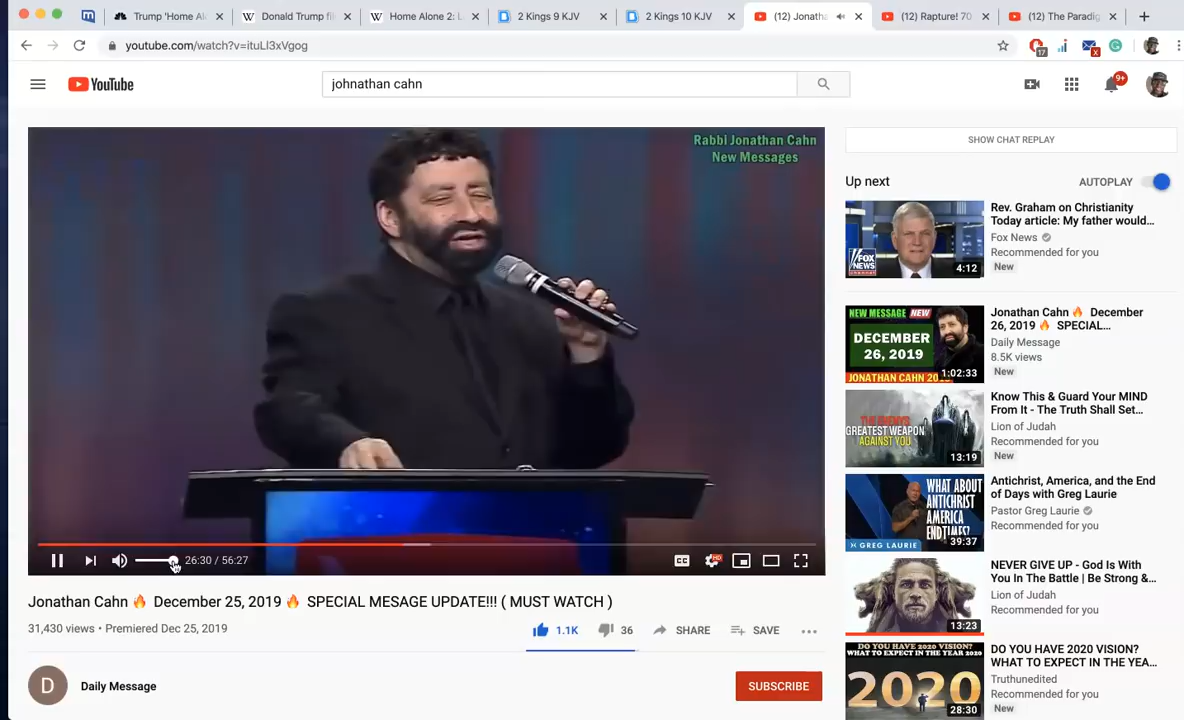 Trump 'Home Al
Donald Trump fil
Home Alone 2: L
2 Kings 9 KJV
2 Kings 10 KJV
(12) Jonatha
(12) Rapture! 70
(12) The Paradig
youtube.com/watch?v=ituLl3xVgog
17
X
YouTube
johnathan cahn
9+
Rabbi Jonathan Cahn
New Messages
26:30 / 56:27
CC
HD
Jonathan Cahn🔥 December 25, 2019🔥 SPECIAL MESAGE UPDATE!!! ( MUST WATCH )
31,430 views • Premiered Dec 25, 2019
1.1K
36
SHARE
SAVE
D
Daily Message
SUBSCRIBE
SHOW CHAT REPLAY
Up next
AUTOPLAY
FOX
NEWS
channel
4:12
Rev. Graham on Christianity
Today article: My father would...
Fox News
Recommended for you
New
NEW MESSAGE NEW
DECEMBER
26, 2019
JONATHAN CAHN 20
1:02:33
Jonathan Cahn🔥 December
26, 2019🔥 SPECIAL...
Daily Message
8.5K views
New
GREATEST WEAPON
AGAINST YOU
13:19
Know This & Guard Your MIND
From It - The Truth Shall Set...
Lion of Judah
Recommended for you
New
WHAT ABOUT
ANTICHRIST
AMERICA
ENDTIMES?
GREG LAURIE
39:37
Antichrist, America, and the End
of Days with Greg Laurie
Pastor Greg Laurie
Recommended for you
13:23
NEVER GIVE UP - God Is With
You In The Battle | Be Strong &...
Lion of Judah
Recommended for you
DO YOU HAVE 2020 VISION?
WHAT TO EXPECT IN THE YEAR 2020
2020
28:30
DO YOU HAVE 2020 VISION?
WHAT TO EXPECT IN THE YEA...
Truthunedited
Recommended for you
New